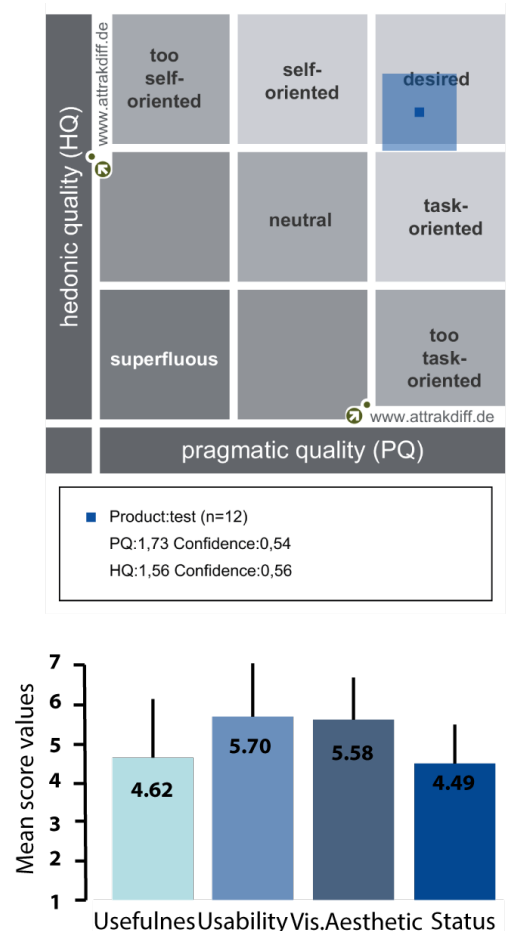 hedonic quality (HQ)
www.attrakdiff.de
too
self-
oriented
self-
oriented
desired
neutral
task-
oriented
superfluous
too
task-
oriented
www.attrakdiff.de
pragmatic quality (PQ)
Product:test (n=12)
PQ:1,73 Confidence:0,54
HQ:1,56 Confidence:0,56
Mean score values
7
6
5
4
3
2
1
4.62
5.70
5.58
4.49
Usefulnes Usability Vis.Aesthetic Status